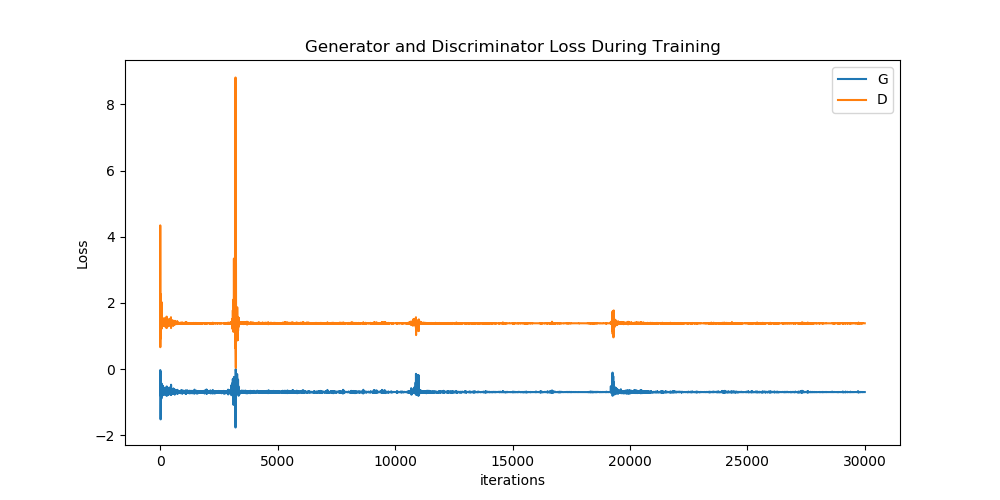 Generator and Discriminator Loss During Training
G
D
8
6
4
2
0
−2
Loss
0 5000 10000 15000 20000 25000 30000
iterations